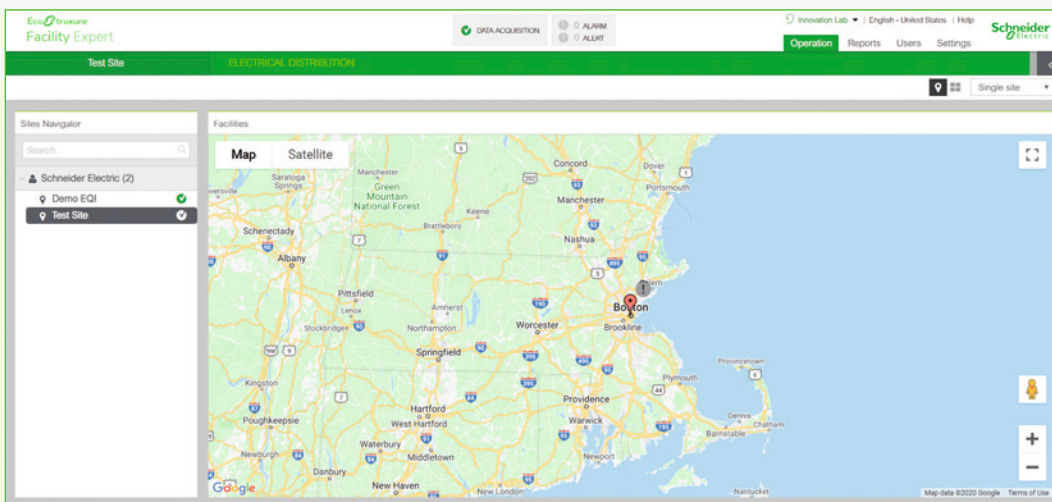 EcoStruxure
Facility Expert
DATA ACQUISITION
0 ALARM
0 ALERT
Innovation Lab | English - United States | Help
Schneider
Electric
Operation Reports Users Settings
Test Site ELECTRICAL DISTRIBUTION
Single site
Sites Navigator
Facilities
Search...
Schneider Electric (2)
Demo EQI
Test Site
Map Satellite
Manchester
Concord
Dover
Saratoga
Springs
Green
Mountain
National Forest
Portsmouth
Manchester
Keene
Brattleboro
Schenectady
Nashua
Albany
Pittsfield
Lenox
Amherst
Boston
Stockbridge
Northampton
Worcester
Brookline
Springfield
Provincetown
Kingston
Plymouth
Hartford
Providence
Poughkeepsie
West Hartford
Warwick
Dennis
Chatham
Barnstable
Waterbury
Newburgh
Middletown
Newport
Danbury
New Haven
New London
Nantucket
Google
Map data ©2020 Google Terms of Use